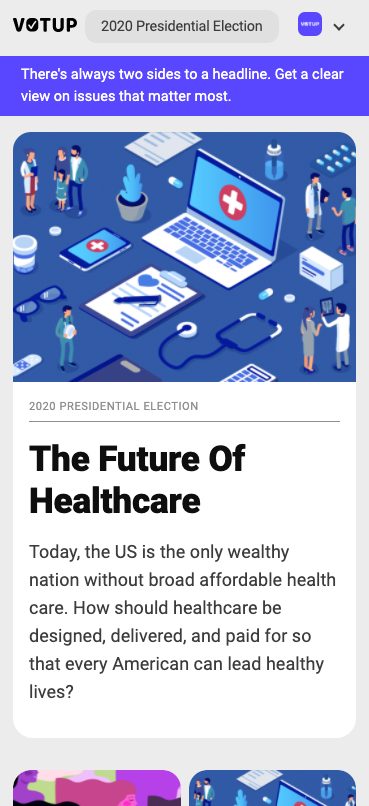 VOTUP
2020 Presidential Election
VOTUP
There's always two sides to a headline. Get a clear
view on issues that matter most.
2020 PRESIDENTIAL ELECTION
The Future Of
Healthcare
Today, the US is the only wealthy
nation without broad affordable health
care. How should healthcare be
designed, delivered, and paid for so
that every American can lead healthy
lives?